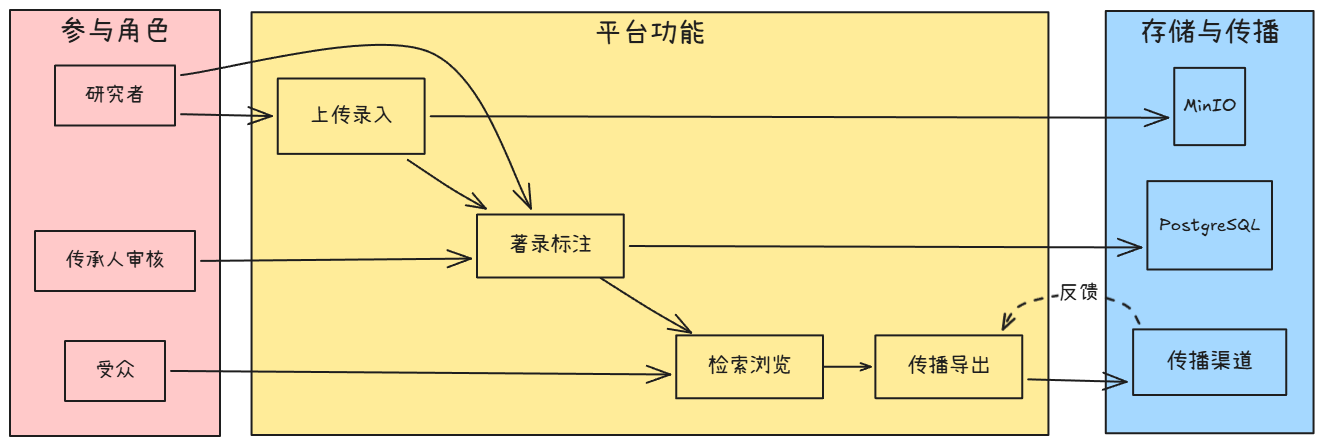 参与角色
平台功能
存储与传播
研究者
上传录入
MinIO
传承人审核
著录标注
PostgreSQL
反馈
受众
检索浏览
传播导出
传播渠道